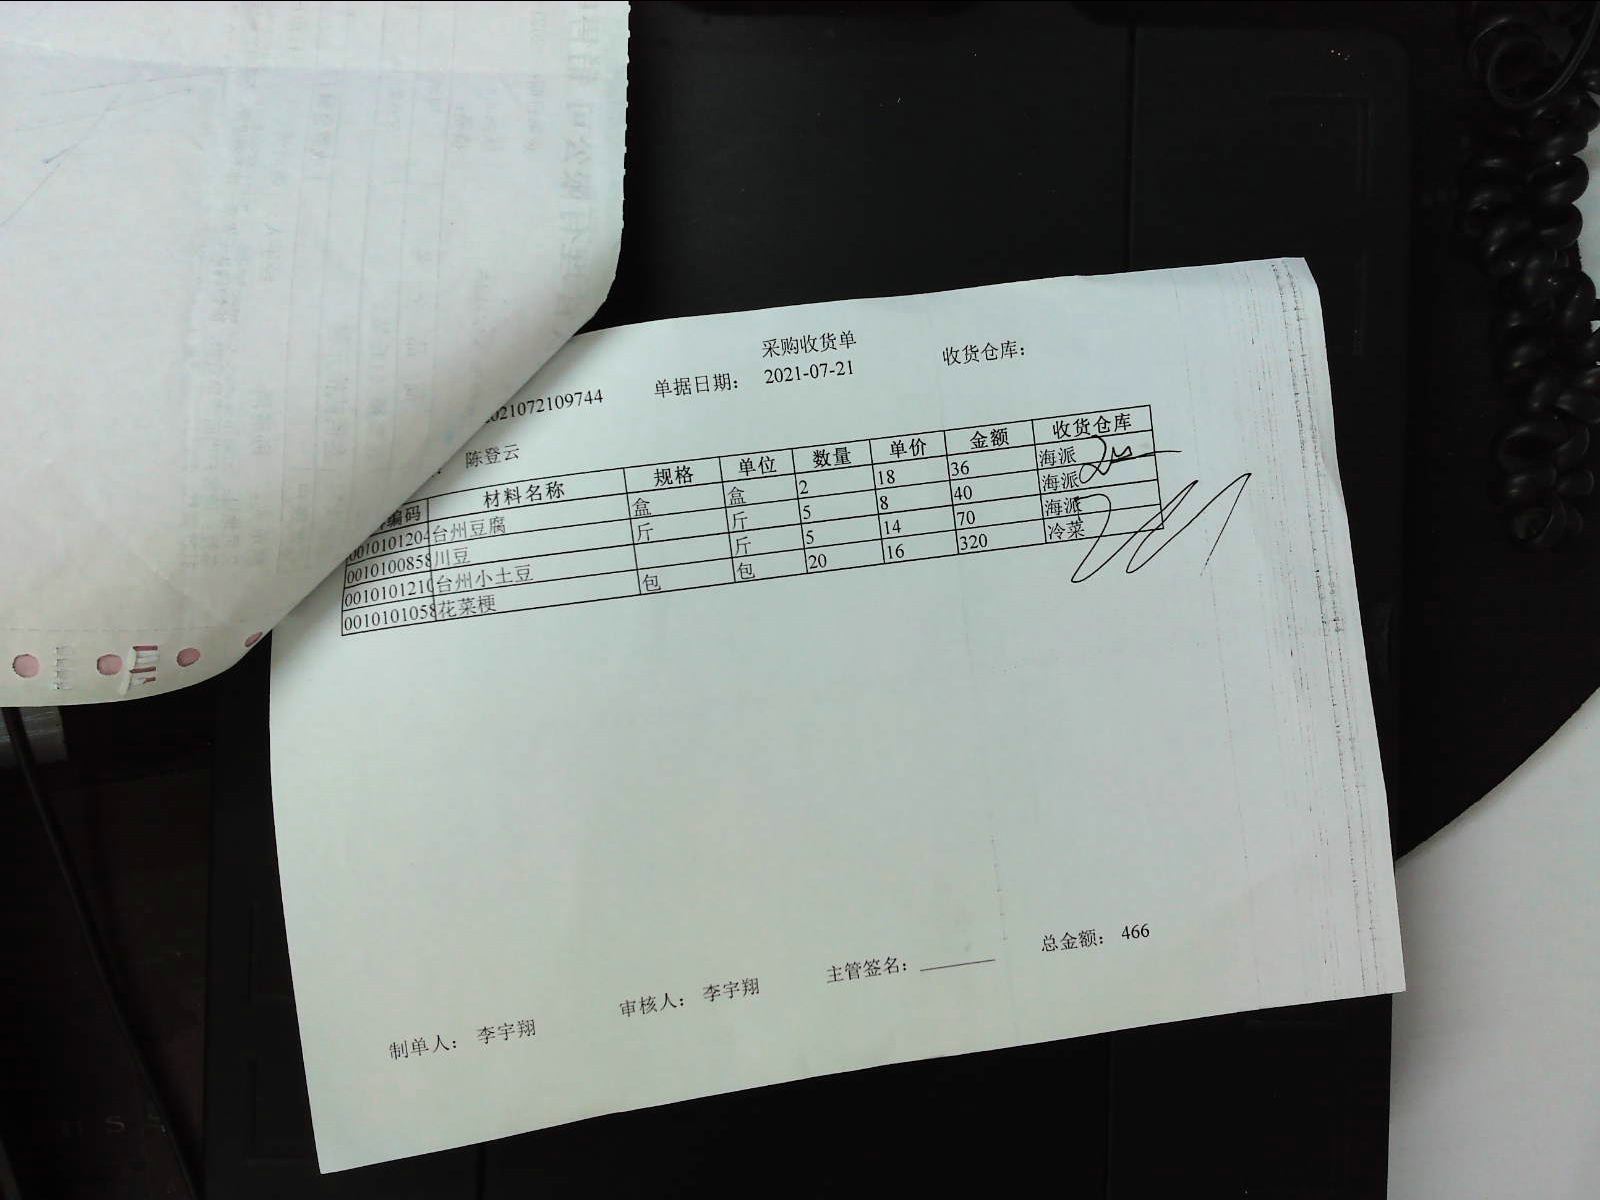 采购收货单
21072109744 单据日期： 2021-07-21 收货仓库：
陈登云
编码 材料名称 规格 单位 数量 单价 金额 收货仓库
0010101204 台州豆腐 盒 盒 2 18 36 海派
0010100858 川豆 斤 斤 5 8 40 海派
0010101210 台州小土豆 斤 5 14 70 海派
0010101058 花菜梗 包 包 20 16 320 冷菜
总金额： 466
制单人： 李宇翔 审核人： 李宇翔 主管签名：